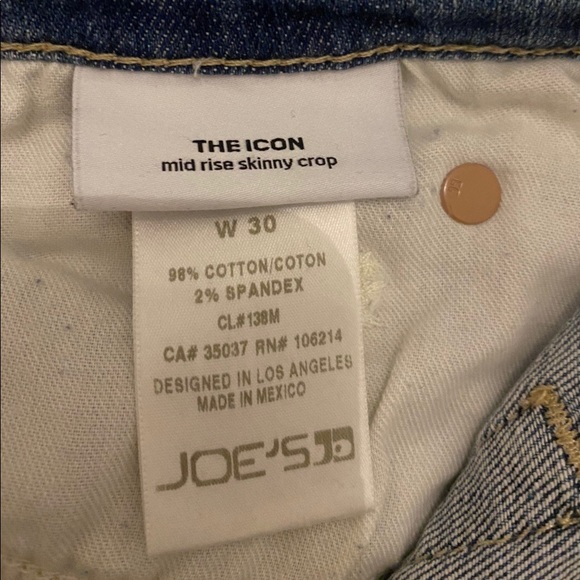 THE ICON
mid rise skinny crop
W 30
98% COTTON/COTON
2% SPANDEX
CL#138M
CA# 35037 RN# 106214
DESIGNED IN LOS ANGELES
MADE IN MEXICO
JOE'S